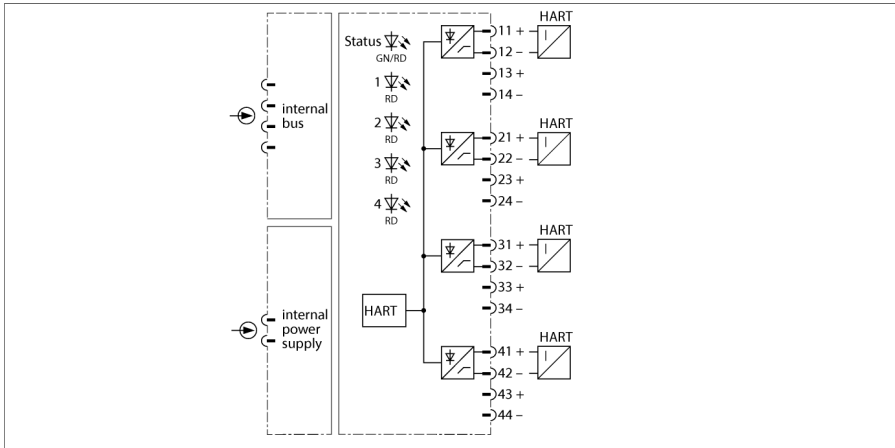 HART
Status
GN/RD
11 +
12 –
13 +
14 –
1
RD
internal
bus
2
RD
HART
21 +
22 –
23 +
24 –
3
RD
4
RD
HART
31 +
32 –
33 +
34 –
internal
power
supply
HART
HART
41 +
42 –
43 +
44 –